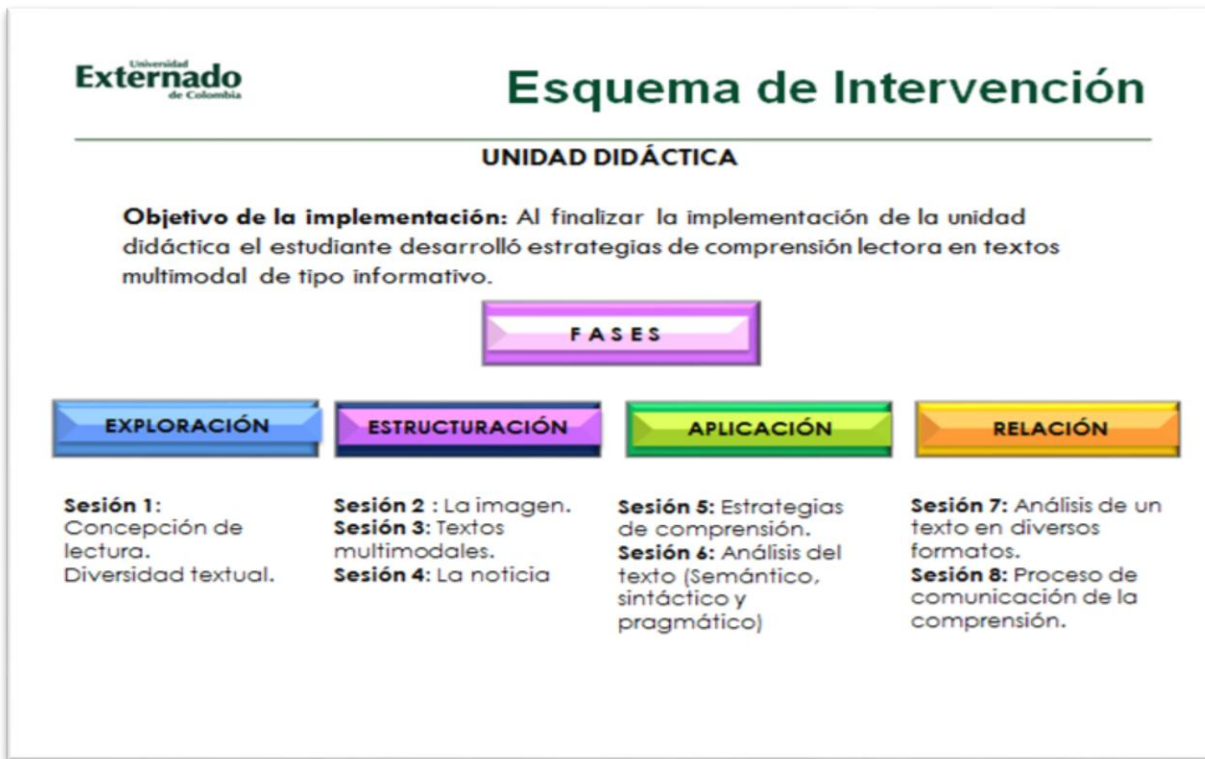 Universidad
Externado
de Colombia
Esquema de Intervención
UNIDAD DIDÁCTICA
Objetivo de la implementación: Al finalizar la implementación de la unidad
didáctica el estudiante desarrolló estrategias de comprensión lectora en textos
multimodal de tipo informativo.
F A S E S
EXPLORACIÓN
ESTRUCTURACIÓN
APLICACIÓN
RELACIÓN
Sesión 1:
Concepción de
lectura.
Diversidad textual.
Sesión 2 : La imagen.
Sesión 3: Textos
multimodales.
Sesión 4: La noticia
Sesión 5: Estrategias
de comprensión.
Sesión 6: Análisis del
texto (Semántico,
sintáctico y
pragmático)
Sesión 7: Análisis de un
texto en diversos
formatos.
Sesión 8: Proceso de
comunicación de la
comprensión.